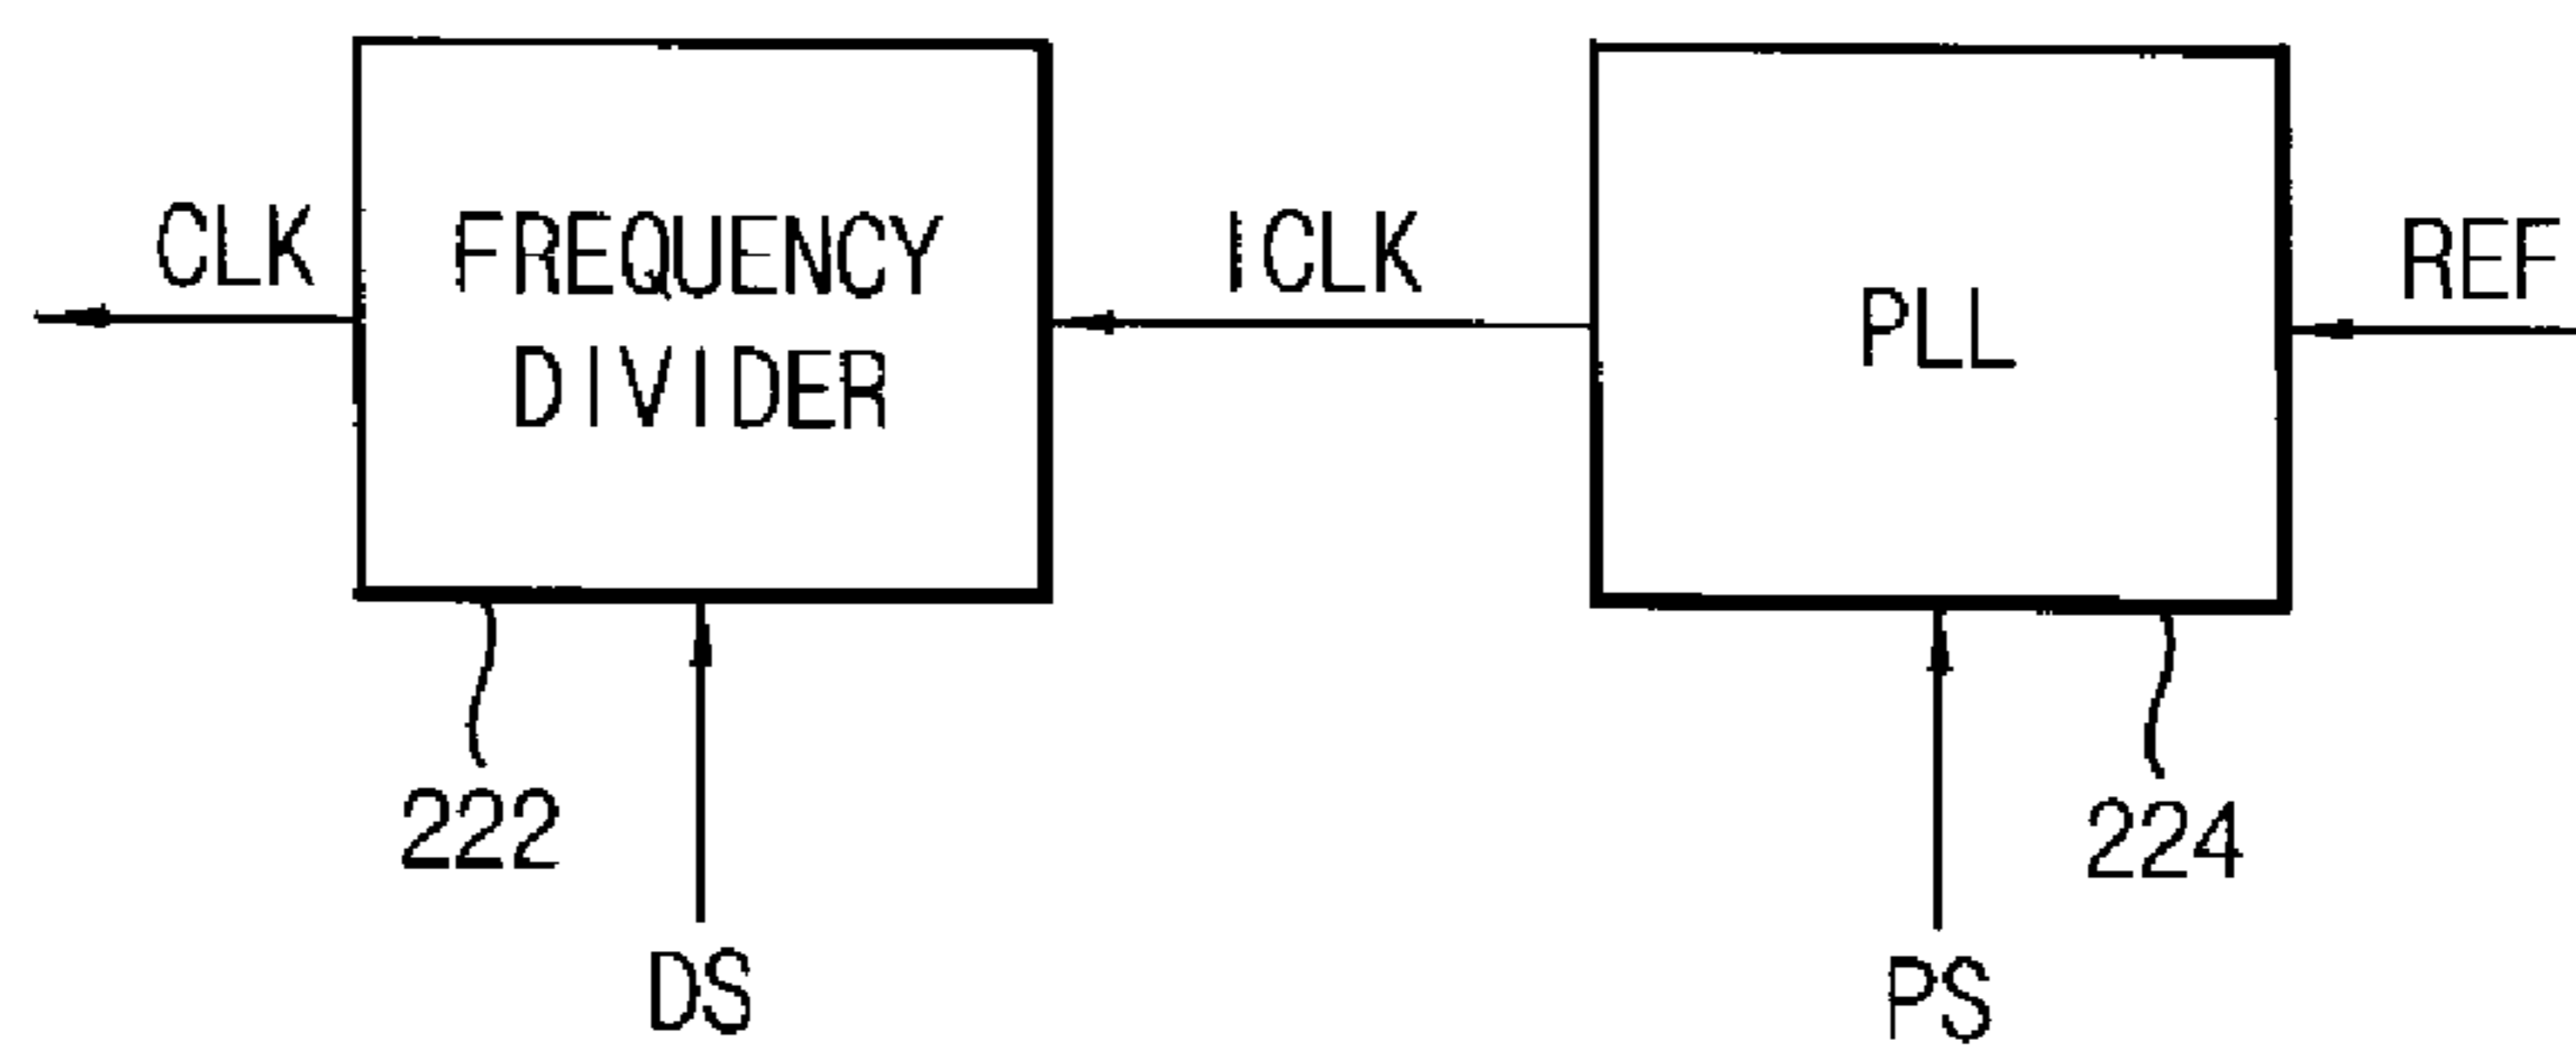 CLK
FREQUENCY
DIVIDER
ICLK
PLL
REF
222
224
DS
PS